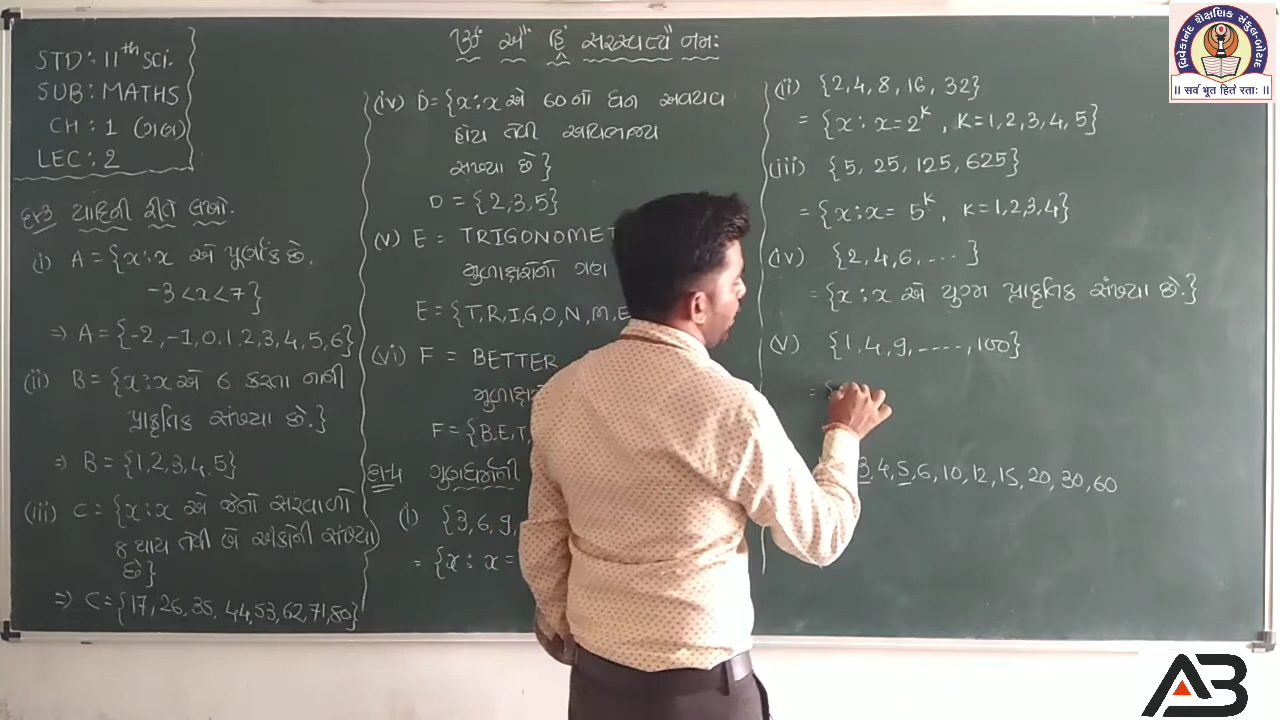 ૐ ઐં હ્રિં સરસ્વત્યૈ નમઃ
STD: 11th SCI.
SUB: MATHS
CH: 1 (ગણ)
LEC: 2
યાદીની રીતે લખો.
(i) A = {x : x એ પૂર્ણાંક છે.
-3 < x < 7}
⇒ A = {-2, -1, 0, 1, 2, 3, 4, 5, 6}
(ii) B = {x : x એ 6 કરતા નાની
પ્રાકૃતિક સંખ્યા છે.}
⇒ B = {1, 2, 3, 4, 5}
(iii) C = {x : x એ જેનો સરવાળો
8 થાય તેવી બે અંકોની સંખ્યા
છે}
⇒ C = {17, 26, 35, 44, 53, 62, 71, 80}
(iv) D = {x : x એ 60 નો ધન અવયવ
હોય તેવી અવિભાજ્ય
સંખ્યા છે}
D = {2, 3, 5}
(v) E = TRIGONOMET
મૂળાક્ષરોનો ગણ
E = {T, R, I, G, O, N, M, E
(vi) F = BETTER
F = {B, E, T,
ગુણધર્મની
(i) {3, 6, 9,
= {x : x =
(ii) {2, 4, 8, 16, 32}
= {x : x = 2^k, K = 1, 2, 3, 4, 5}
(iii) {5, 25, 125, 625}
= {x : x = 5^k, K = 1, 2, 3, 4}
(iv) {2, 4, 6, ....}
= {x : x એ યુગ્મ પ્રાકૃતિક સંખ્યા છે.}
(v) {1, 4, 9, ....., 100}
= {
3, 4, 5, 6, 10, 12, 15, 20, 30, 60
વિવેકાનંદ શૈક્ષણિક સંકુલ-બોટાદ
॥ सर्व भूत हिते रताः ॥
AB